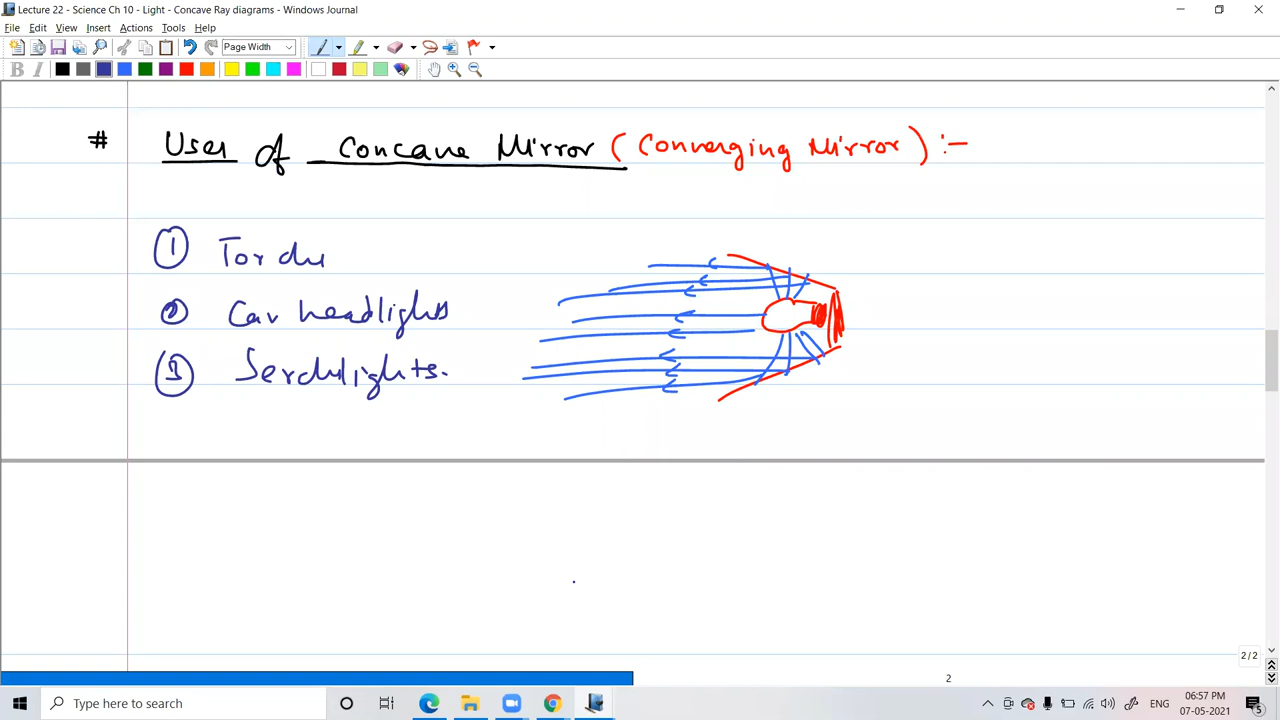 Lecture 22 - Science Ch 10 - Light - Concave Ray diagrams - Windows Journal
File Edit View Insert Actions Tools Help
Page Width
# Uses of Concave Mirror (Converging Mirror) :-
① Torch
② Car headlights
③ Serchlights.
2/2
2
Type here to search
ENG
06:57 PM
07-05-2021
5